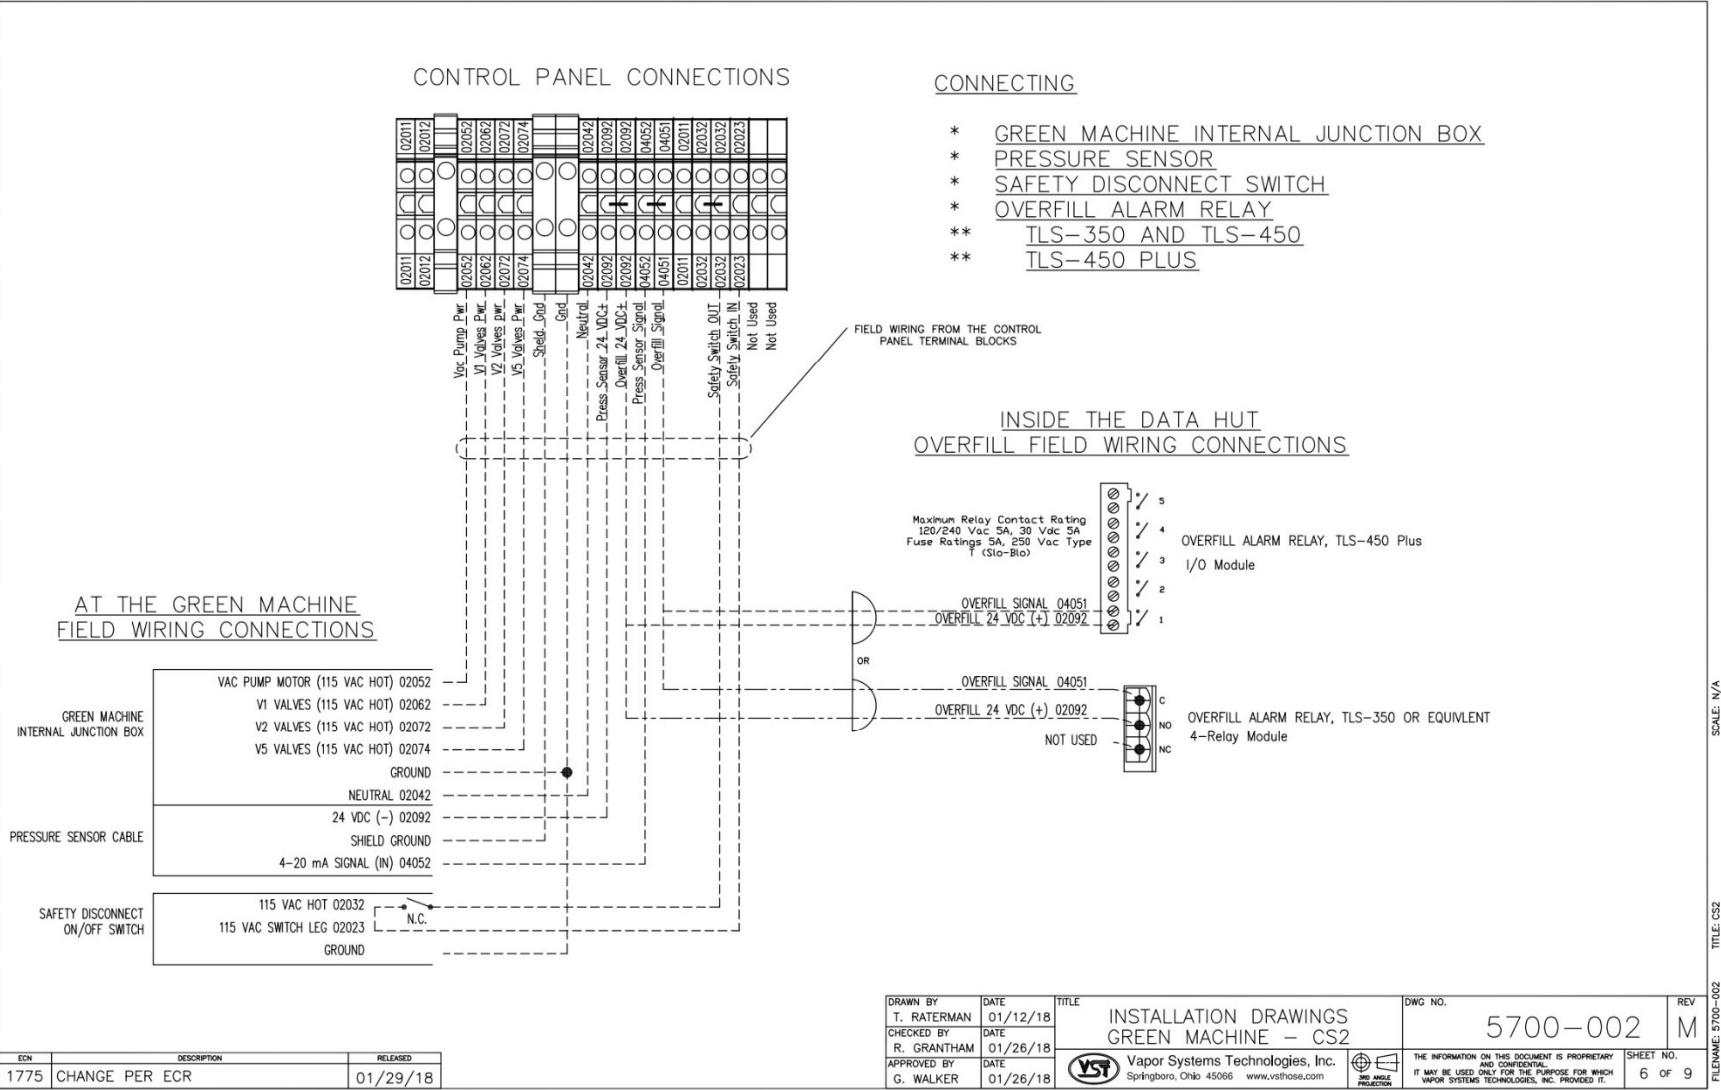 CONTROL PANEL CONNECTIONS
02011
02012
02052
02062
02072
02074
02042
02092
02092
04052
04051
02011
02032
02032
02023
02011
02012
02052
02062
02072
02074
02042
02092
02092
04052
04051
02011
02032
02032
02023
Vac Pump Pwr
V1 Valves Pwr
V2 Valves pwr
V5 Valves Pwr
Sheld Gnd
Gnd
Neutral
Press Sensor 24 VDC+
Overfill 24 VDC+
Press Sensor Signal
Overfill Signal
Safety Switch OUT
Safely Switch IN
Not Used
Not Used
CONNECTING
* GREEN MACHINE INTERNAL JUNCTION BOX
* PRESSURE SENSOR
* SAFETY DISCONNECT SWITCH
* OVERFILL ALARM RELAY
** TLS-350 AND TLS-450
** TLS-450 PLUS
FIELD WIRING FROM THE CONTROL
PANEL TERMINAL BLOCKS
INSIDE THE DATA HUT
OVERFILL FIELD WIRING CONNECTIONS
Maximum Relay Contact Rating
120/240 Vac 5A, 30 Vdc 5A
Fuse Ratings 5A, 250 Vac Type
T (Slo-Blo)
5
4
3
2
1
OVERFILL ALARM RELAY, TLS-450 Plus
I/O Module
OVERFILL SIGNAL 04051
OVERFILL 24 VDC (+) 02092
OR
OVERFILL SIGNAL 04051
OVERFILL 24 VDC (+) 02092
NOT USED
C
NO
NC
OVERFILL ALARM RELAY, TLS-350 OR EQUIVLENT
4-Relay Module
AT THE GREEN MACHINE
FIELD WIRING CONNECTIONS
GREEN MACHINE
INTERNAL JUNCTION BOX
VAC PUMP MOTOR (115 VAC HOT) 02052
V1 VALVES (115 VAC HOT) 02062
V2 VALVES (115 VAC HOT) 02072
V5 VALVES (115 VAC HOT) 02074
GROUND
NEUTRAL 02042
PRESSURE SENSOR CABLE
24 VDC (-) 02092
SHIELD GROUND
4-20 mA SIGNAL (IN) 04052
SAFETY DISCONNECT
ON/OFF SWITCH
115 VAC HOT 02032
N.C.
115 VAC SWITCH LEG 02023
GROUND
ECN DESCRIPTION RELEASED
1775 CHANGE PER ECR 01/29/18
DRAWN BY DATE
T. RATERMAN 01/12/18
CHECKED BY DATE
R. GRANTHAM 01/26/18
APPROVED BY DATE
G. WALKER 01/26/18
TITLE
INSTALLATION DRAWINGS
GREEN MACHINE - CS2
VST
Vapor Systems Technologies, Inc.
Springboro, Ohio 45066 www.vsthose.com
3RD ANGLE
PROJECTION
DWG NO.
5700-002
REV
M
THE INFORMATION ON THIS DOCUMENT IS PROPRIETARY
AND CONFIDENTIAL.
IT MAY BE USED ONLY FOR THE PURPOSE FOR WHICH
VAPOR SYSTEMS TECHNOLOGIES, INC. PROVIDED IT.
SHEET NO.
6 OF 9
FILENAME: 5700-002 TITLE: CS2 SCALE: N/A